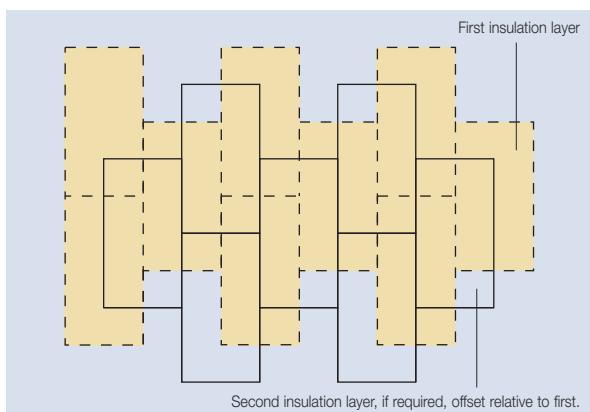 First insulation layer
Second insulation layer, if required, offset relative to first.